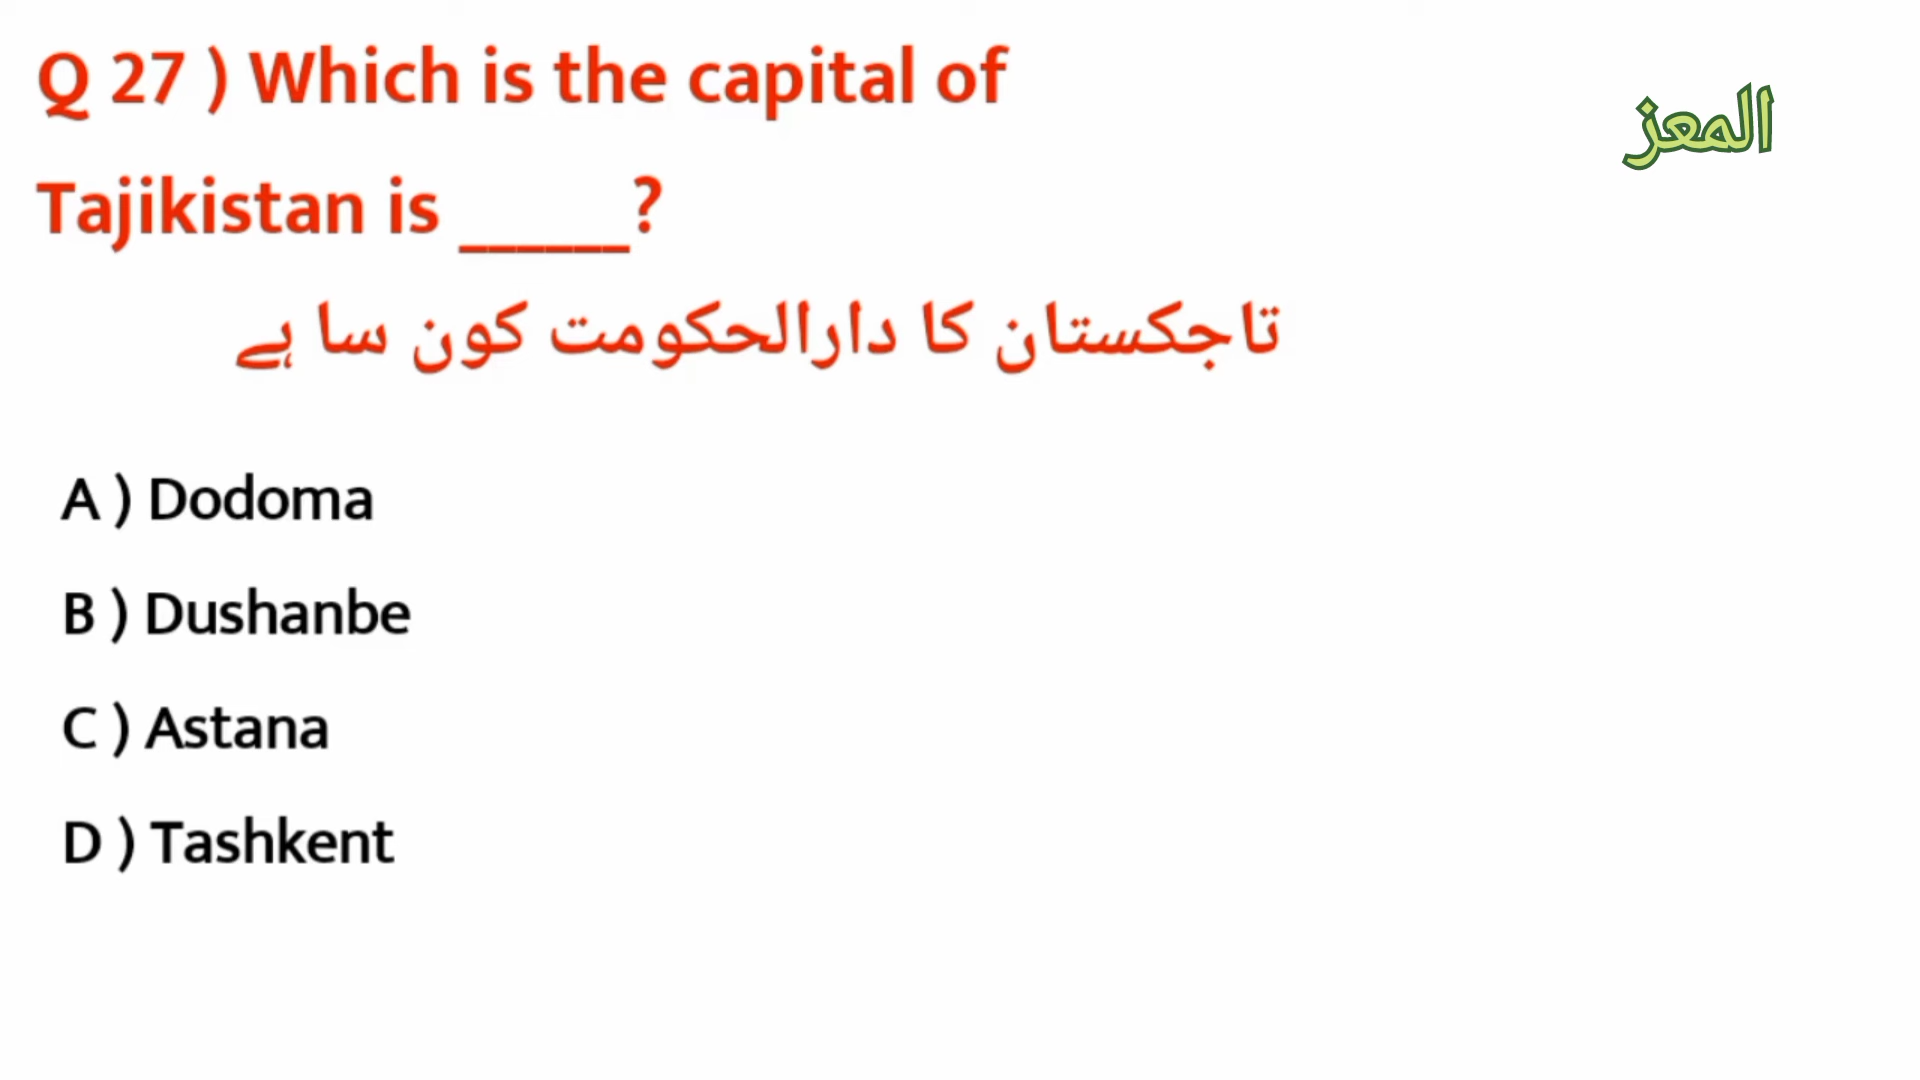 Q 27 ) Which is the capital of
المعز
Tajikistan is ______?
تاجکستان کا دارالحکومت کون سا ہے
A ) Dodoma
B ) Dushanbe
C ) Astana
D ) Tashkent